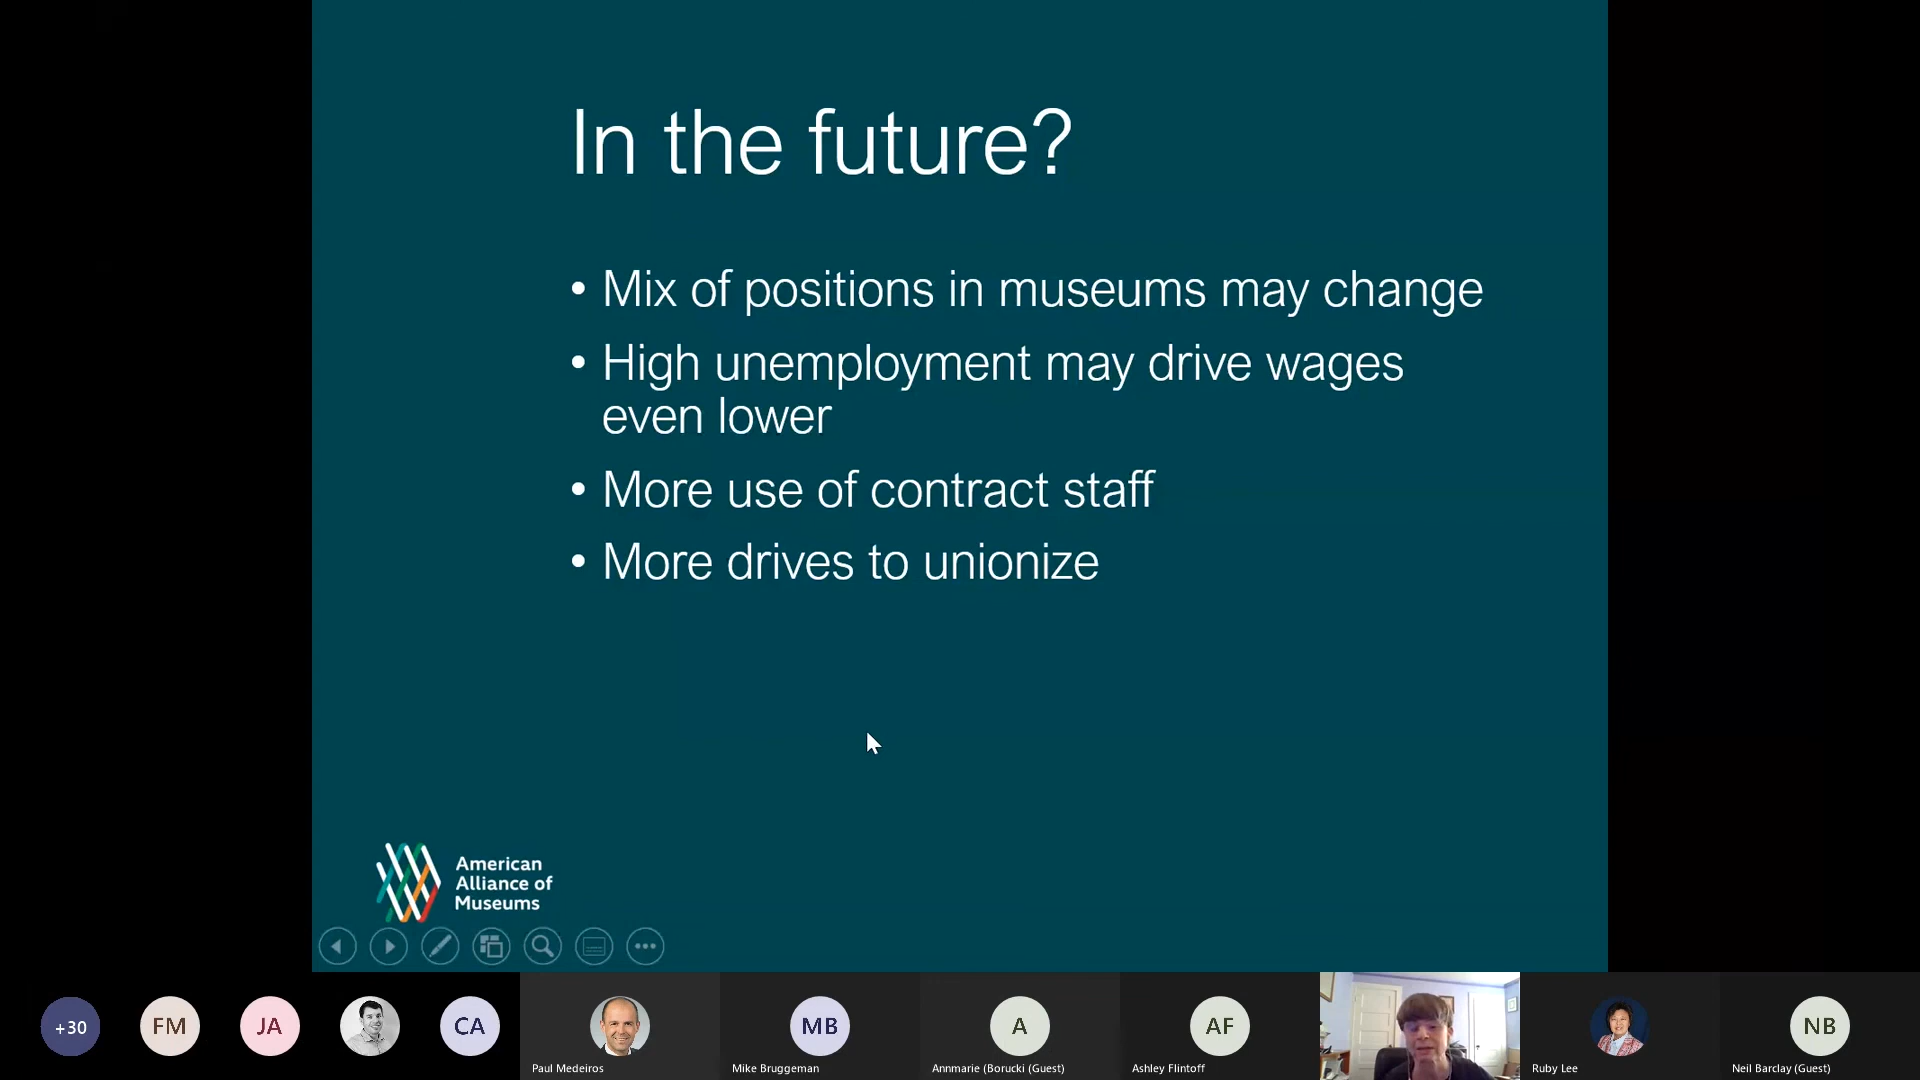 In the future?
• Mix of positions in museums may change
• High unemployment may drive wages
even lower
• More use of contract staff
• More drives to unionize
American
Alliance of
Museums
+30
FM
JA
CA
Paul Medeiros
MB
Mike Bruggeman
A
Annmarie (Borucki (Guest)
AF
Ashley Flintoff
Ruby Lee
NB
Neil Barclay (Guest)